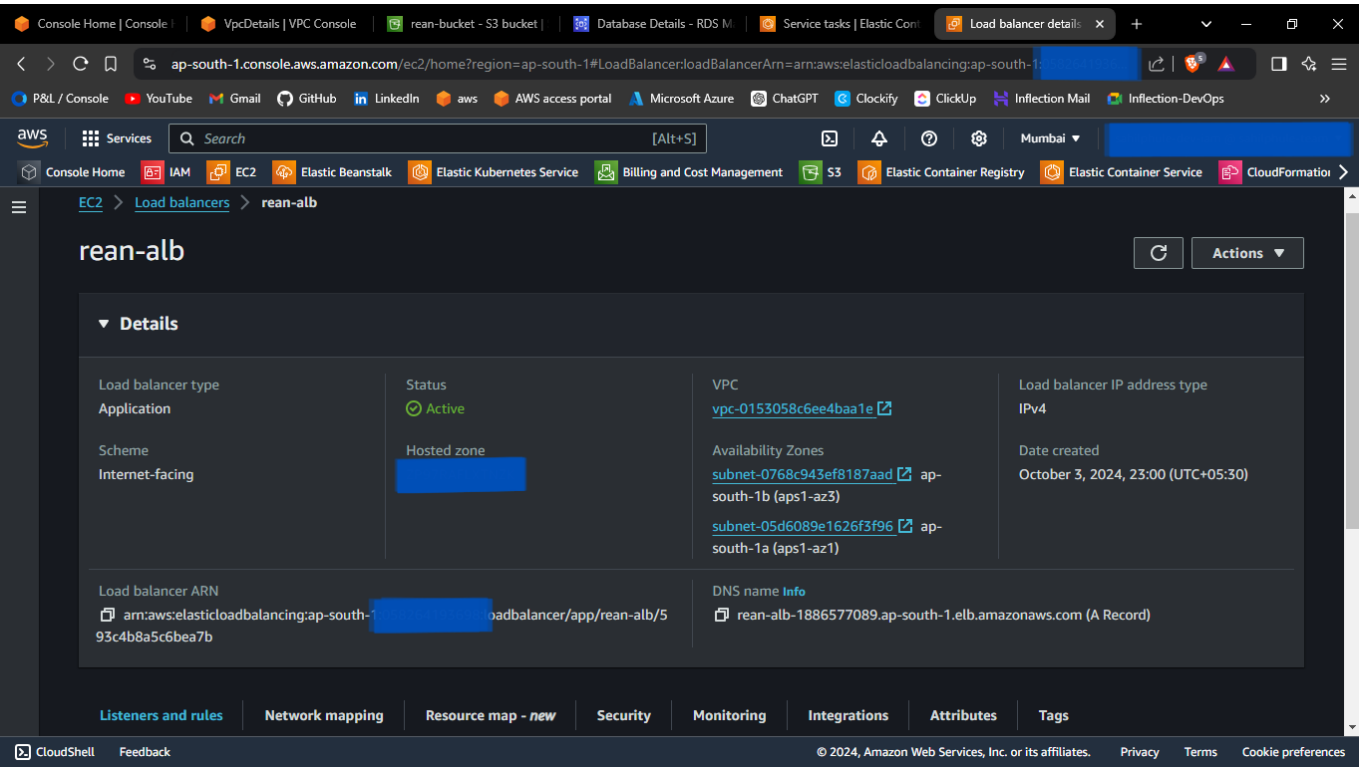 Console Home | Console
VpcDetails | VPC Console
rean-bucket - S3 bucket |
Database Details - RDS
Service tasks | Elastic Cont
Load balancer details
ap-south-1.console.aws.amazon.com/ec2/home?region=ap-south-1#LoadBalancer:loadBalancerArn=arn:aws:elasticloadbalancing:ap-south-1:
P&L / Console YouTube Gmail GitHub LinkedIn aws AWS access portal Microsoft Azure ChatGPT Clockify ClickUp Inflection Mail Inflection-DevOps
aws Services Search [Alt+S] Mumbai
Console Home IAM EC2 Elastic Beanstalk Elastic Kubernetes Service Billing and Cost Management S3 Elastic Container Registry Elastic Container Service CloudFormation
EC2 > Load balancers > rean-alb
rean-alb
Actions
Details
Load balancer type
Application
Status
Active
VPC
vpc-0153058c6ee4baa1e
Load balancer IP address type
IPv4
Scheme
Internet-facing
Hosted zone
Availability Zones
subnet-0768c943ef8187aad ap-
south-1b (aps1-az3)
subnet-05d6089e1626f3f96 ap-
south-1a (aps1-az1)
Date created
October 3, 2024, 23:00 (UTC+05:30)
Load balancer ARN
arn:aws:elasticloadbalancing:ap-south- oadbalancer/app/rean-alb/5
93c4b8a5c6bea7b
DNS name Info
rean-alb-1886577089.ap-south-1.elb.amazonaws.com (A Record)
Listeners and rules Network mapping Resource map - new Security Monitoring Integrations Attributes Tags
CloudShell Feedback © 2024, Amazon Web Services, Inc. or its affiliates. Privacy Terms Cookie preferences